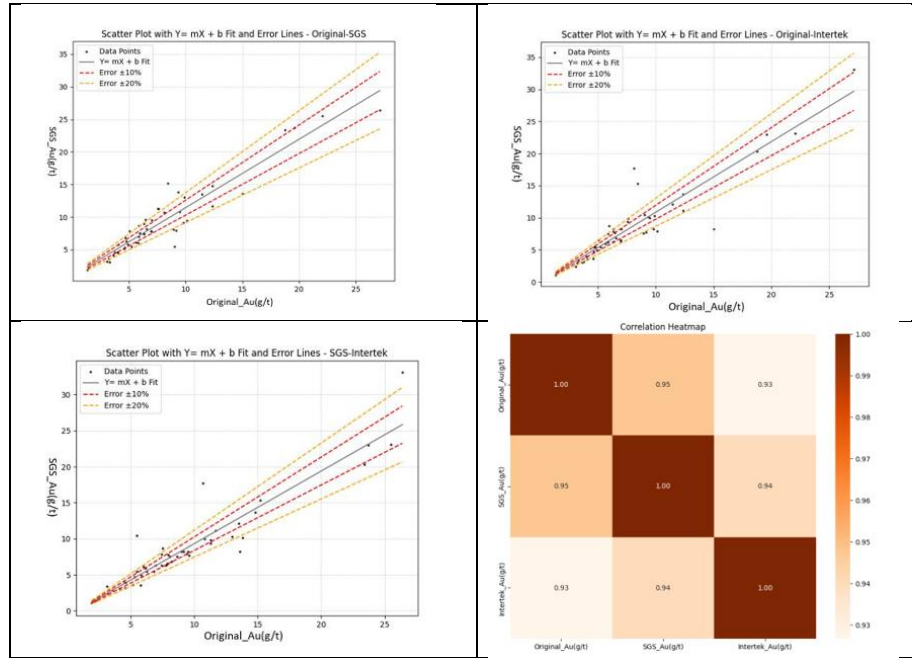 Scatter Plot with Y= mX + b Fit and Error Lines - Original-SGS
Data Points
Y= mX + b Fit
Error ±10%
Error ±20%
35
30
25
20
15
10
5
SGS_Au(g/t)
5
10
15
20
25
Original_Au(g/t)
Scatter Plot with Y= mX + b Fit and Error Lines - Original-Intertek
Data Points
Y= mX + b Fit
Error ±10%
Error ±20%
35
30
25
20
15
10
5
0
SGS_Au(g/t)
5
10
15
20
25
Original_Au(g/t)
Scatter Plot with Y= mX + b Fit and Error Lines - SGS-Intertek
Data Points
Y= mX + b Fit
Error ±10%
Error ±20%
30
25
20
15
10
5
0
SGS_Au(g/t)
5
10
15
20
25
Original_Au(g/t)
Correlation Heatmap
Original_Au(g/t)
SGS_Au(g/t)
Intertek_Au(g/t)
1.00
0.95
0.93
0.95
1.00
0.94
0.93
0.94
1.00
Original_Au(g/t)
SGS_Au(g/t)
Intertek_Au(g/t)
1.00
0.99
0.98
0.97
0.96
0.95
0.94
0.93